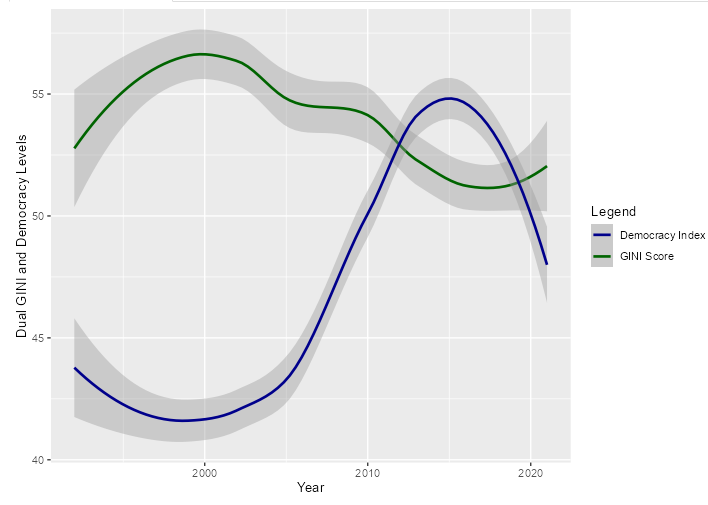 Dual GINI and Democracy Levels
55
50
45
40
2000
2010
2020
Year
Legend
Democracy Index
GINI Score